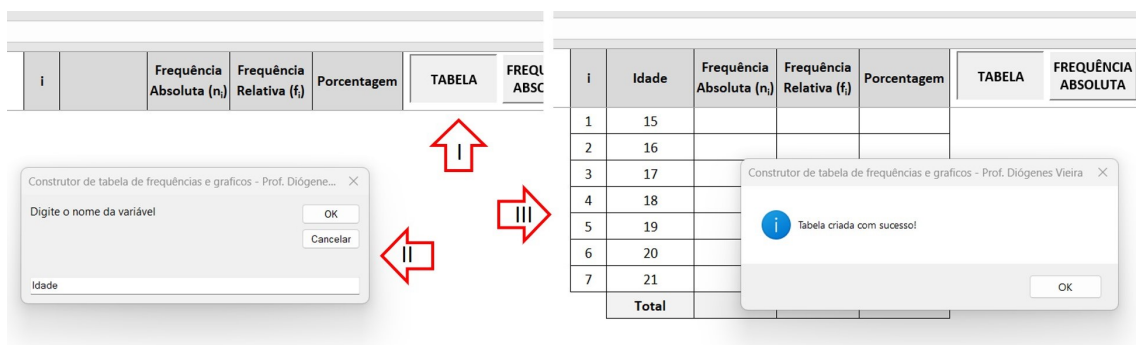 i
Frequência Absoluta (ni)
Frequência Relativa (fi)
Porcentagem
TABELA
FREQU
ABSC
I
Construtor de tabela de frequências e graficos - Prof. Diógene...
Digite o nome da variável
OK
Cancelar
Idade
II
III
i
Idade
Frequência Absoluta (ni)
Frequência Relativa (fi)
Porcentagem
TABELA
FREQUÊNCIA
ABSOLUTA
1 15
2 16
3 17
4 18
5 19
6 20
7 21
Total
Construtor de tabela de frequências e graficos - Prof. Diógenes Vieira
i
Tabela criada com sucesso!
OK